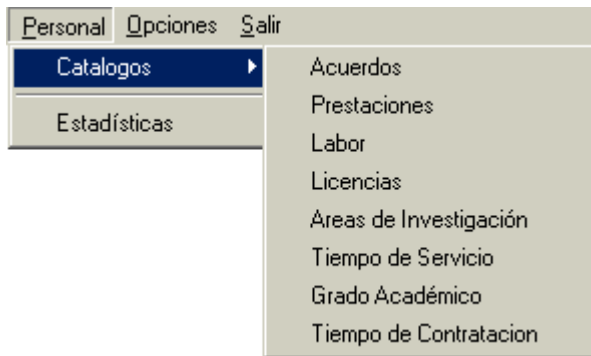 Personal Opciones Salir
Catalogos
Estadísticas
Acuerdos
Prestaciones
Labor
Licencias
Areas de Investigación
Tiempo de Servicio
Grado Académico
Tiempo de Contratacion